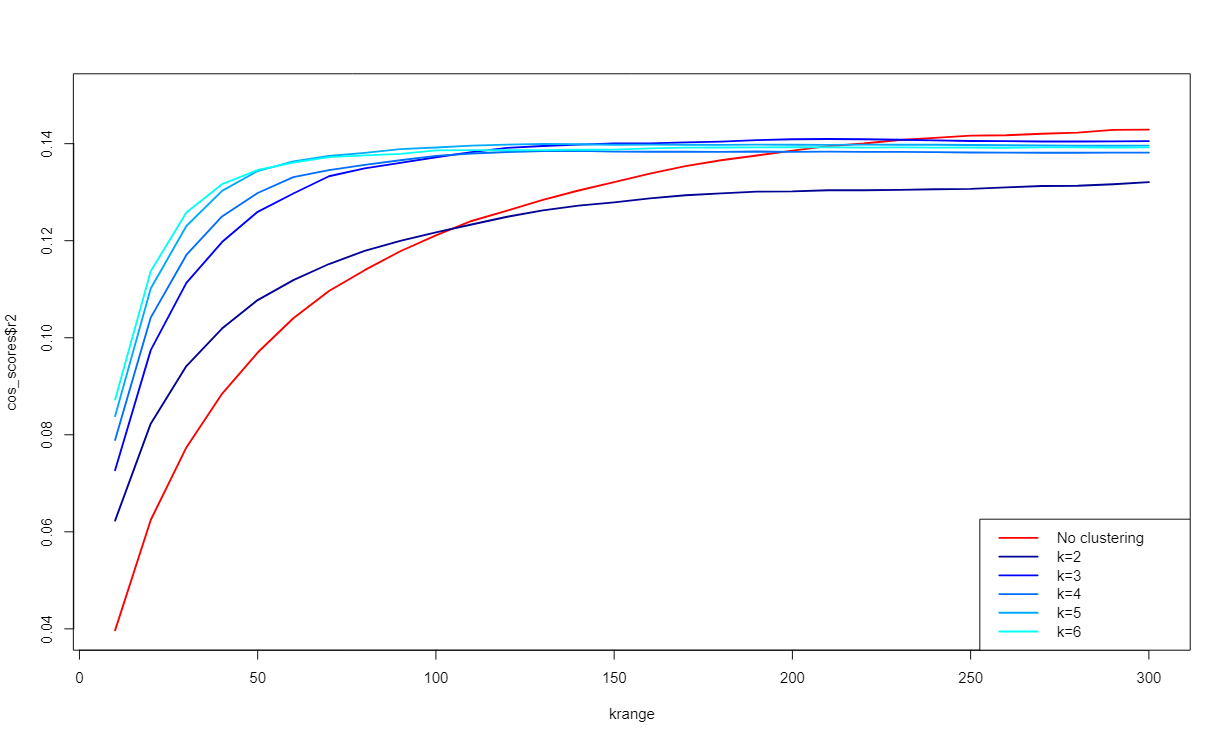 cos_scores$r2
0.14
0.12
0.10
0.08
0.06
0.04
No clustering
k=2
k=3
k=4
k=5
k=6
0 50 100 150 200 250 300
krange